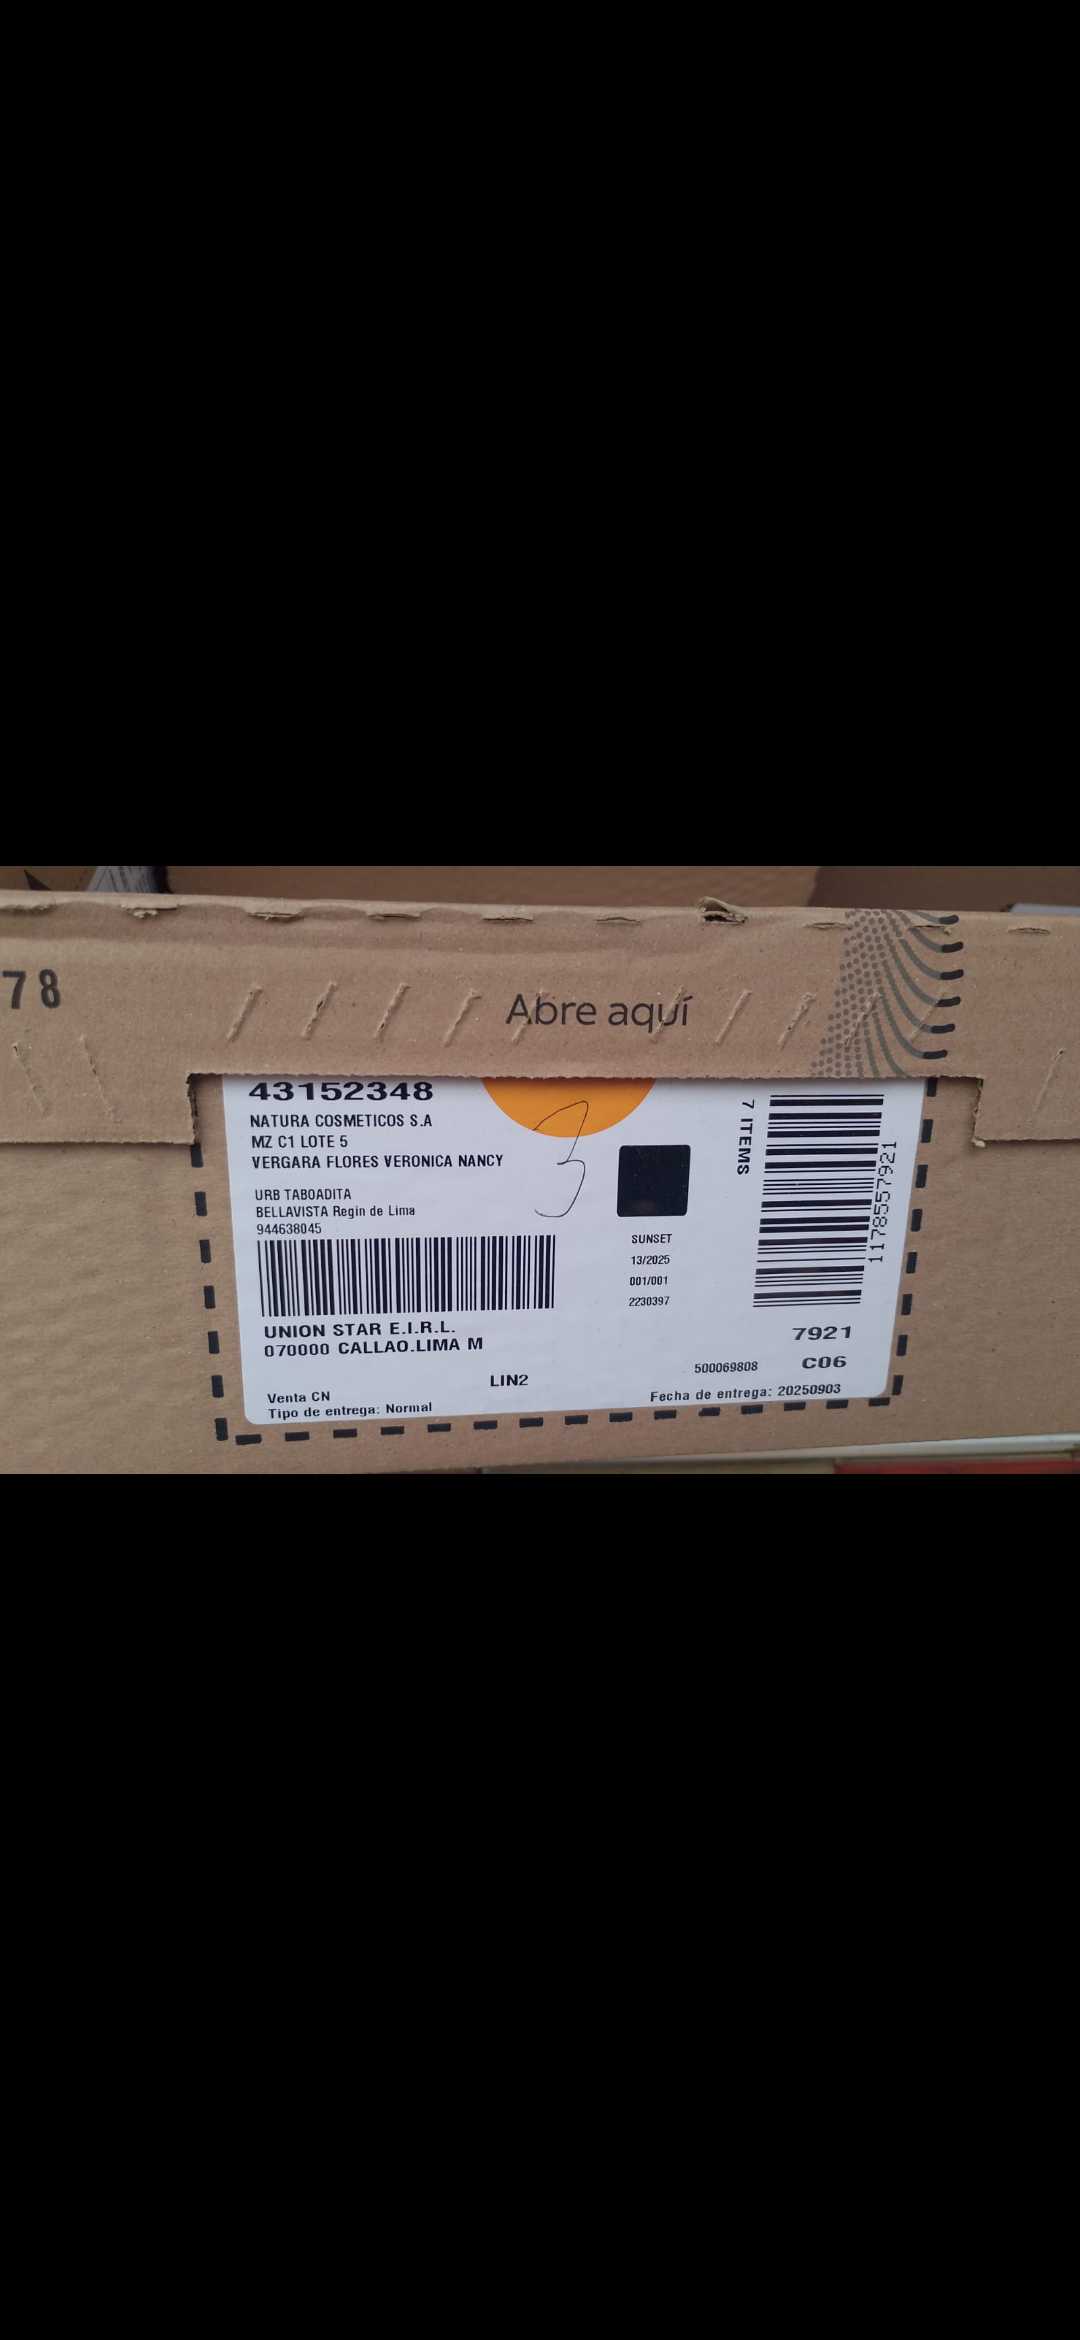 78
Abre aquí
43152348
NATURA COSMETICOS S.A
MZ C1 LOTE 5
VERGARA FLORES VERONICA NANCY
URB TABOADITA
BELLAVISTA Regin de Lima
944638045
UNION STAR E.I.R.L.
070000 CALLAO.LIMA M
LIN2
Venta CN
Tipo de entrega: Normal
3
SUNSET
13/2025
001/001
2230397
7 ITEMS
1178557921
7921
500069808 C06
Fecha de entrega: 20250903